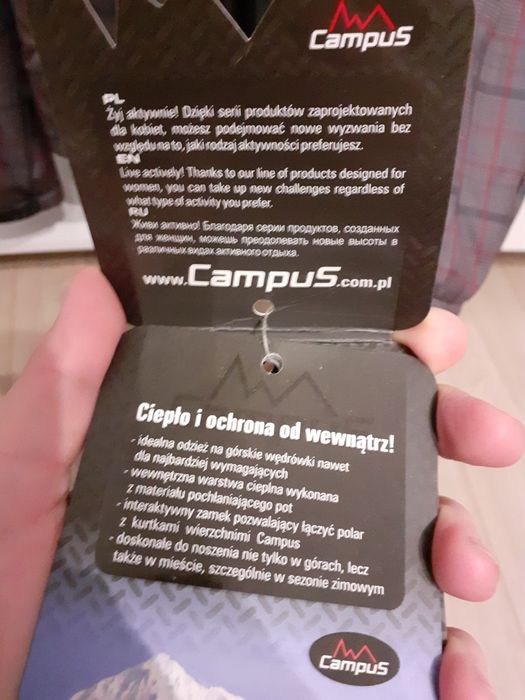 CampuS
PL
Żyj aktywnie! Dzięki serii produktów zaprojektowanych
dla kobiet, możesz podejmować nowe wyzwania bez
względu na to, jaki rodzaj aktywności preferujesz.
EN
Live actively! Thanks to our line of products designed for
women, you can take up new challenges regardless of
what type of activity you prefer.
RU
Живи активно! Благодаря серии продуктов, созданных
для женщин, можешь преодолевать новые высоты в
различных видах активного отдыха.
www.CampuS.com.pl
Ciepło i ochrona od wewnątrz!
- idealna odzież na górskie wędrówki nawet
dla najbardziej wymagających
- wewnętrzna warstwa cieplna wykonana
z materiału pochłaniającego pot
- interaktywny zamek pozwalający łączyć polar
z kurtkami wierzchnimi Campus
- doskonałe do noszenia nie tylko w górach, lecz
także w mieście, szczególnie w sezonie zimowym
CampuS